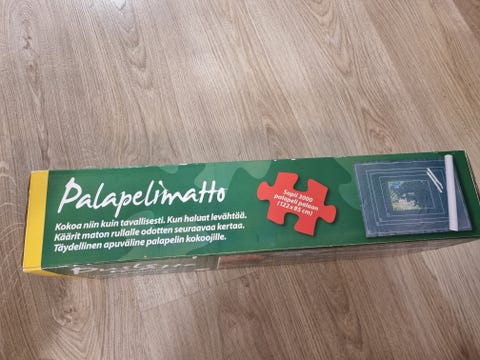 Palapelimatto
Kokoa niin kuin tavallisesti. Kun haluat levähtää.
Käärit maton rullalle odotten seuraavaa kertaa.
Täydellinen apuväline palapelin kokoojille.
Sopii 3000
palapeli palaan
(122 x 85 cm)